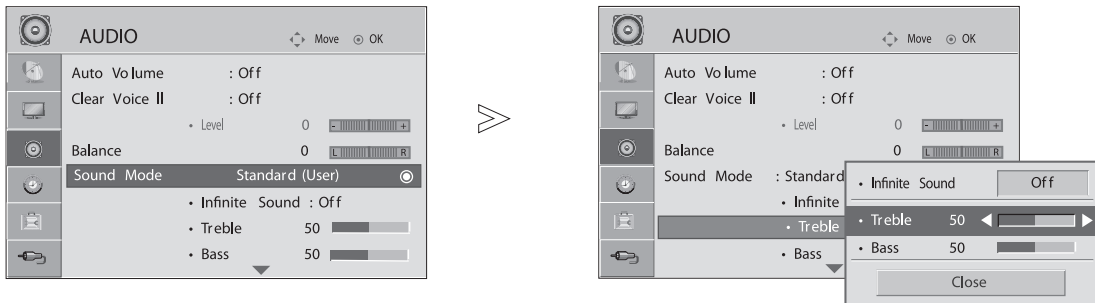 AUDIO Move OK
Auto Volume : Off
Clear Voice II : Off
• Level 0 - +
Balance 0 L R
Sound Mode Standard (User)
• Infinite Sound : Off
• Treble 50
• Bass 50
AUDIO Move OK
Auto Volume : Off
Clear Voice II : Off
• Level 0 - +
Balance 0 L R
Sound Mode : Standard
• Infinite
• Treble
• Bass
• Infinite Sound Off
• Treble 50
• Bass 50
Close